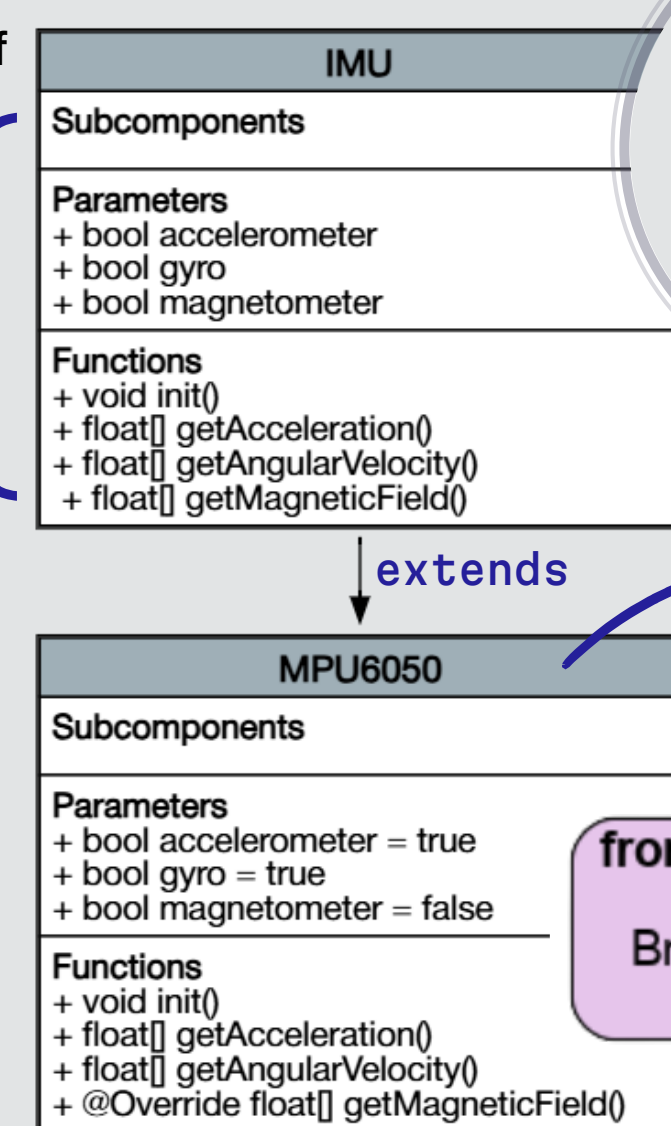 IMU
Subcomponents
Parameters
+ bool accelerometer
+ bool gyro
+ bool magnetometer
Functions
+ void init()
+ float[] getAcceleration()
+ float[] getAngularVelocity()
+ float[] getMagneticField()
extends
MPU6050
Subcomponents
Parameters
+ bool accelerometer = true
+ bool gyro = true
+ bool magnetometer = false
Functions
+ void init()
+ float[] getAcceleration()
+ float[] getAngularVelocity()
+ @Override float[] getMagneticField()